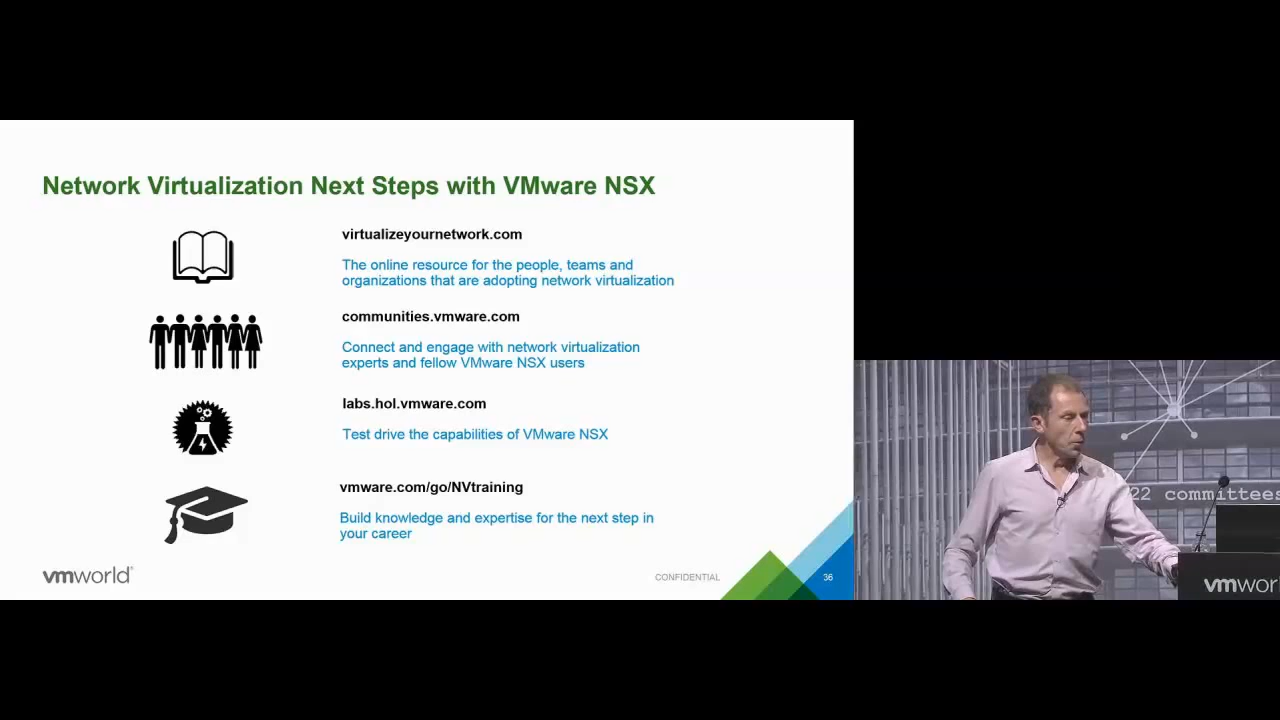 Network Virtualization Next Steps with VMware NSX
virtualizeyournetwork.com
The online resource for the people, teams and
organizations that are adopting network virtualization
communities.vmware.com
Connect and engage with network virtualization
experts and fellow VMware NSX users
labs.hol.vmware.com
Test drive the capabilities of VMware NSX
vmware.com/go/NVtraining
Build knowledge and expertise for the next step in
your career
vmworld®
CONFIDENTIAL
36
22 committees
vmworl